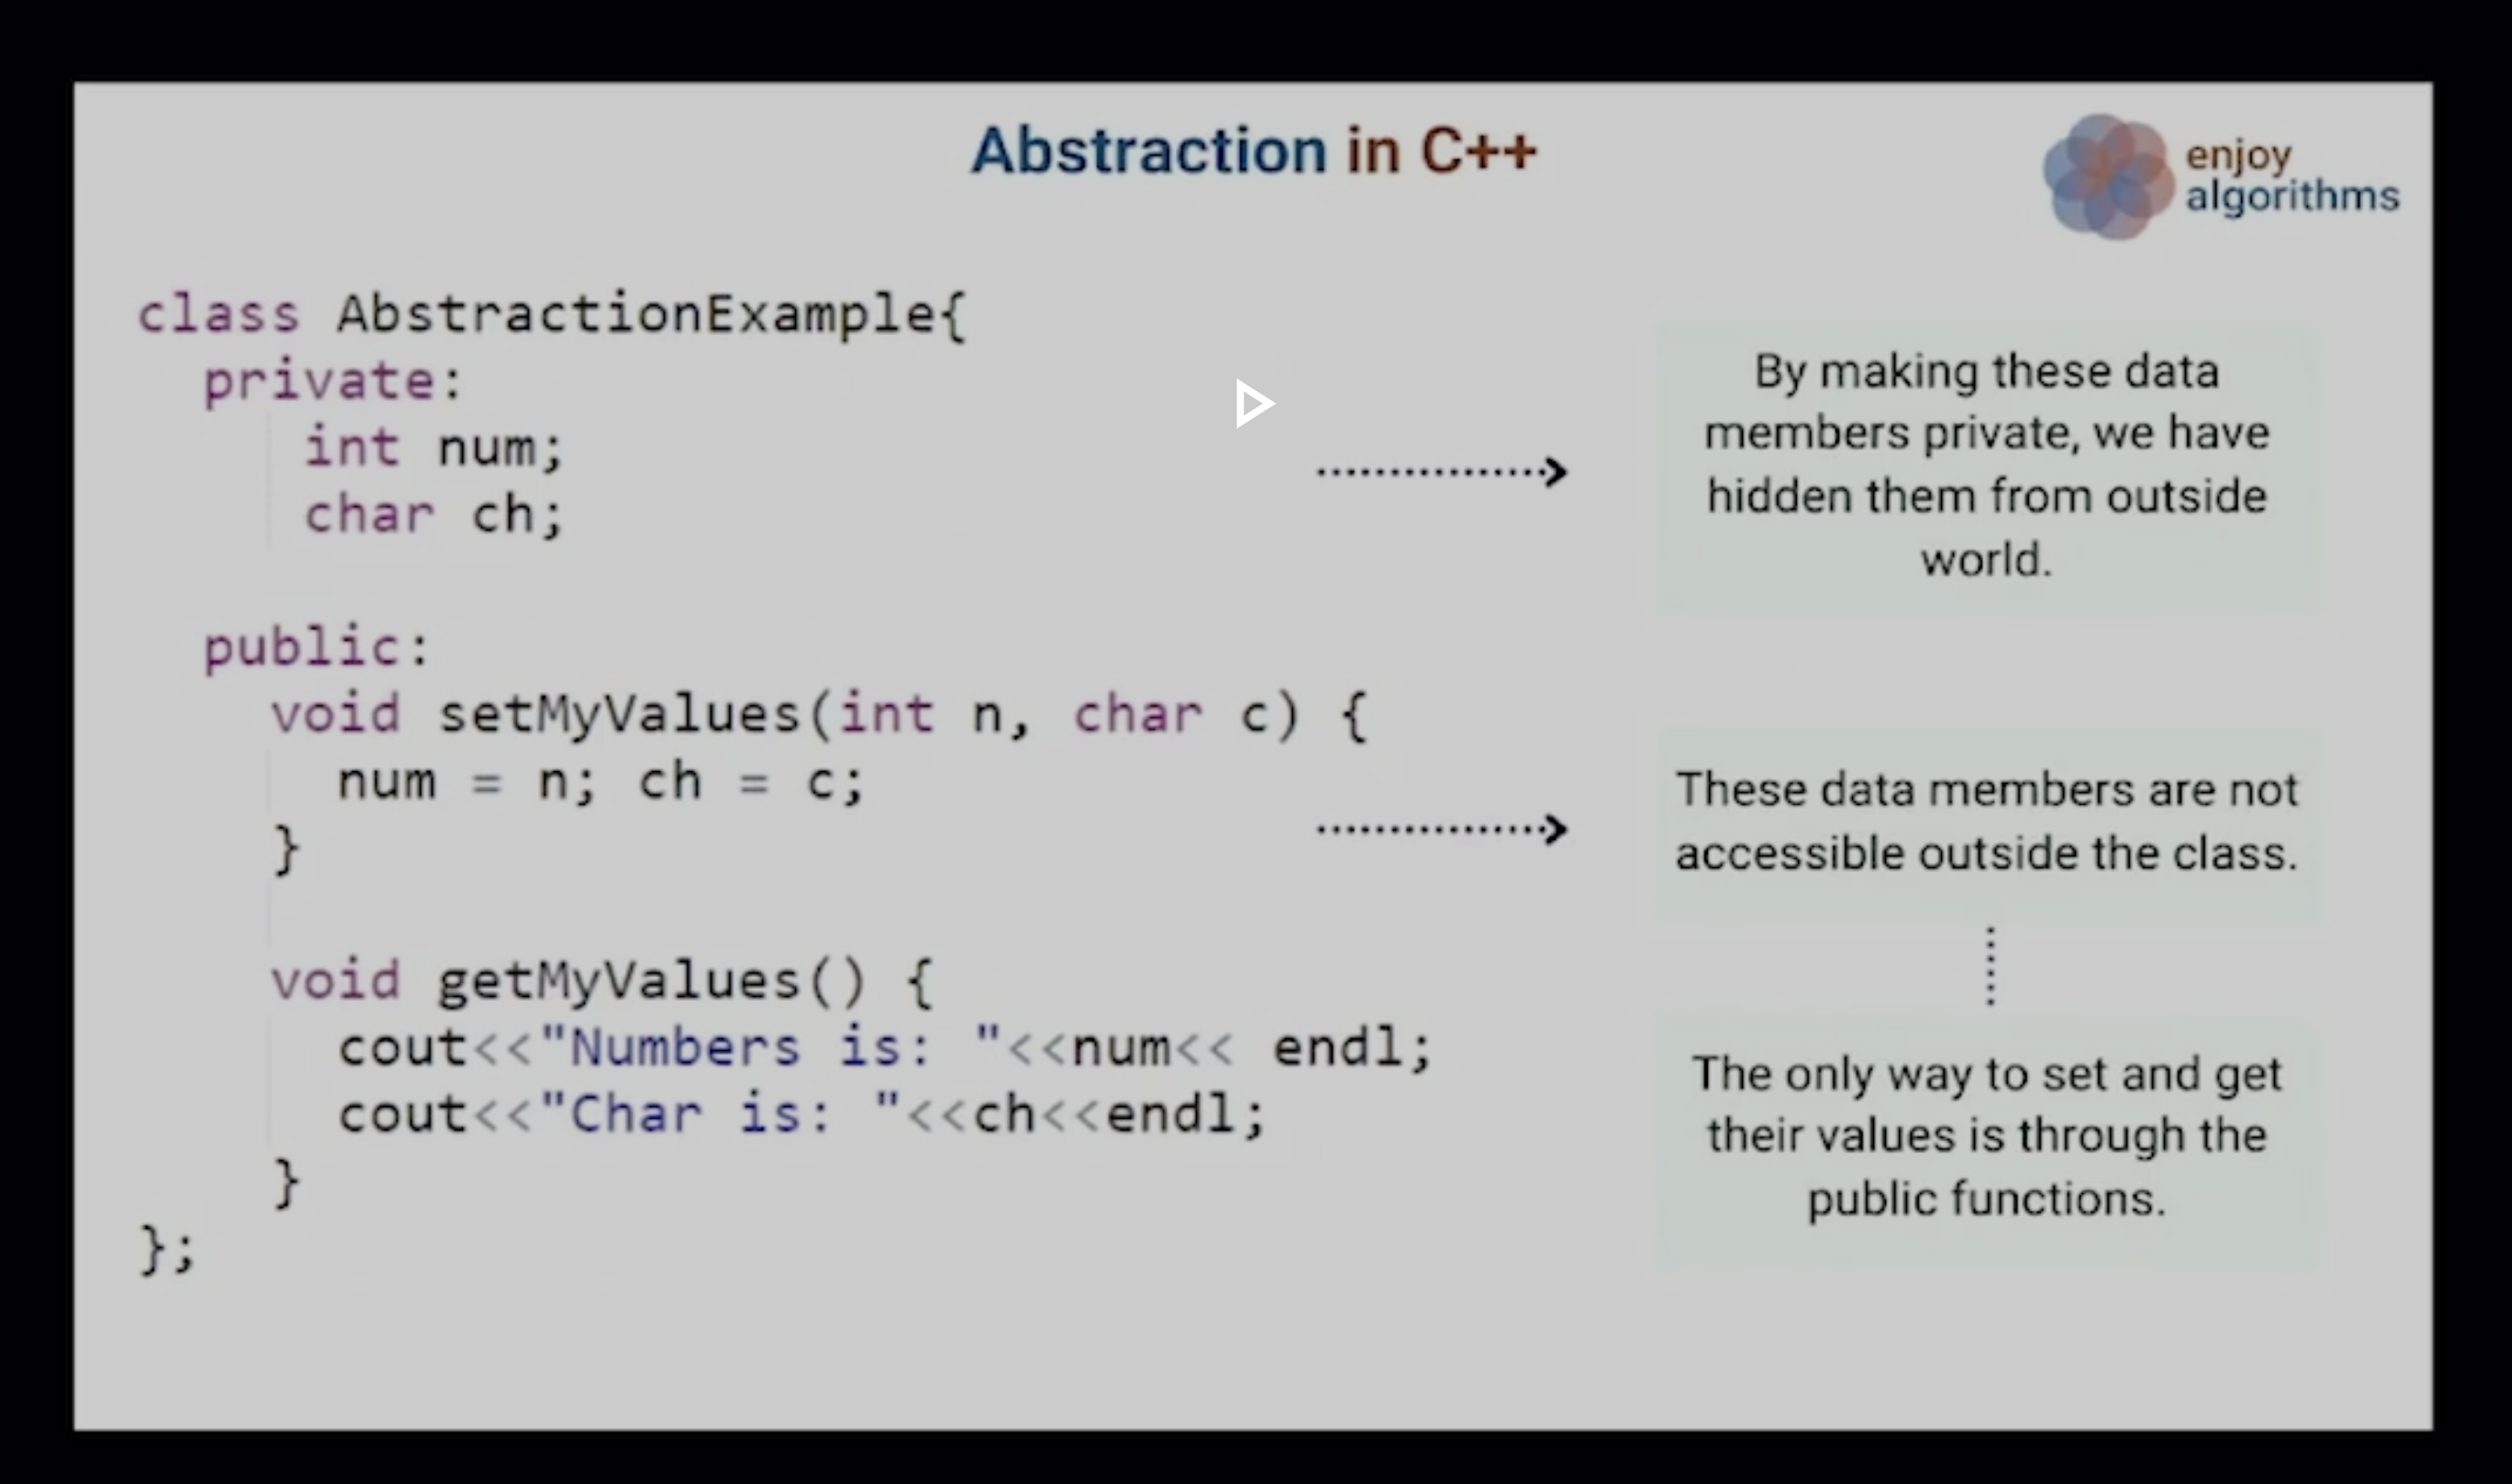 Abstraction in C++
enjoy
algorithms
class AbstractionExample{
private:
int num;
char ch;
public:
void setMyValues(int n, char c) {
num = n; ch = c;
}
void getMyValues() {
cout<<"Numbers is: "<<num<< endl;
cout<<"Char is: "<<ch<<endl;
}
};
By making these data
members private, we have
hidden them from outside
world.
These data members are not
accessible outside the class.
The only way to set and get
their values is through the
public functions.